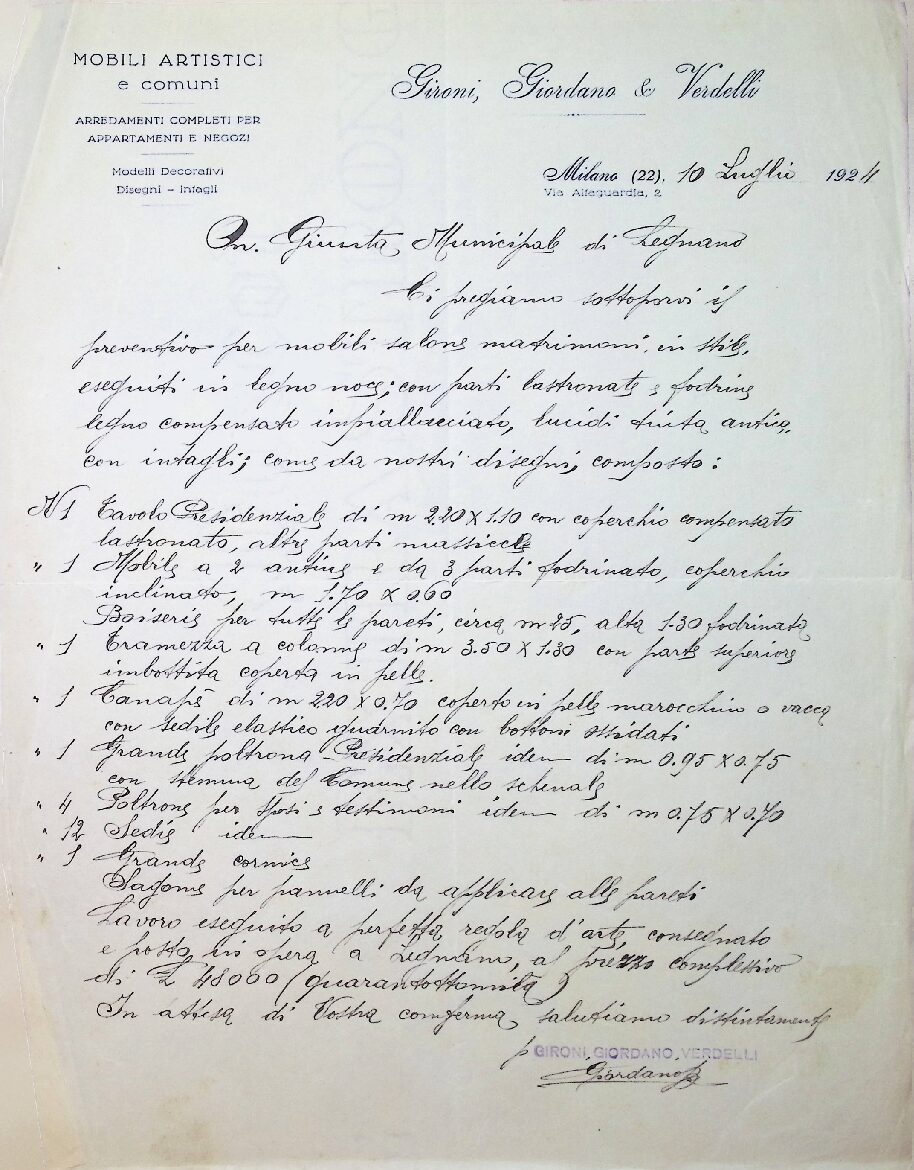 MOBILI ARTISTICI
e comuni
ARREDAMENTI COMPLETI PER
APPARTAMENTI E NEGOZI
Modelli Decorativi
Disegni - Intagli
Gironi, Giordano & Verdelli
Milano (22), 10 Luglio 1924
Via Alfeguardia, 2
On. Giunta Municipale di Legnano
Ci pregiamo sottoporvi il
preventivo per mobili salone matrimoni, in stile,
eseguiti in legno noce; con parti lastronate e fodrine
legno compensato impiallacciato, lucidi tinta antica,
con intagli; come da nostri disegni; composto:
N 1 Tavolo Presidenziale di m 2.20 X 1.10 con coperchio compensato
lastronato, altre parti massiccie
" 1 Mobile a 2 antine e da 3 parti fodrinato, coperchio
inclinato, m 1.70 X 0.60
Boiserie per tutte le pareti, circa m 25, alta 1.30 fodrinata
" 1 Tramezza a colonne di m 3.50 X 1.30 con parte superiore
imbottita coperta in pelle.
" 1 Canapè di m 2.20 X 0.70 coperto in pelle marocchino o vacca
con sedile elastico guarnito con bottoni ossidati
" 1 Grande poltrona Presidenziale idem di m 0.95 X 0.75
con stemma del Comune nello schenale
" 4 Poltrone per sposi e testimoni idem di m 0.75 X 0.70
" 12 Sedie idem
" 1 Grande cornice
Sagome per pannelli da applicare alle pareti
Lavoro eseguito a perfetta regola d'arte, consegnato
e posto in opera a Legnano, al prezzo complessivo
di £ 48000 (quarantottomila)
In attesa di Vostra conferma salutiamo distintamente
p GIRONI, GIORDANO, VERDELLI
Giordano